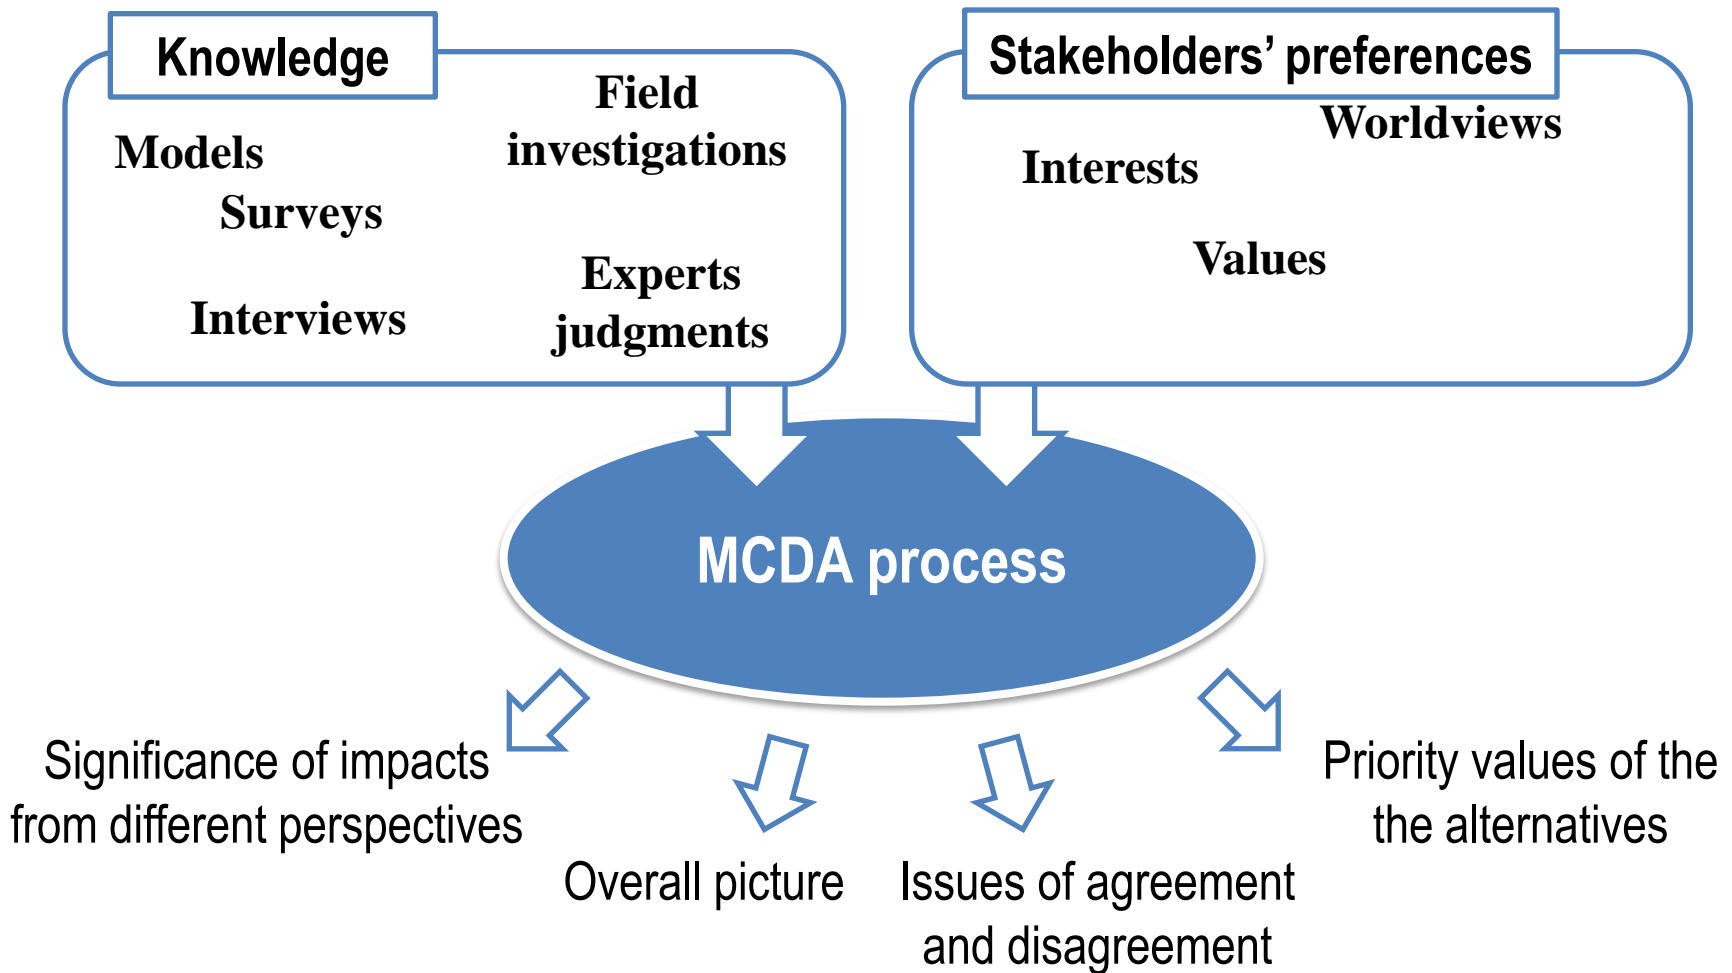 Knowledge
Field
investigations
Models
Surveys
Experts
judgments
Interviews
Stakeholders’ preferences
Worldviews
Interests
Values
MCDA process
Significance of impacts
from different perspectives
Overall picture
Issues of agreement
and disagreement
Priority values of the
the alternatives